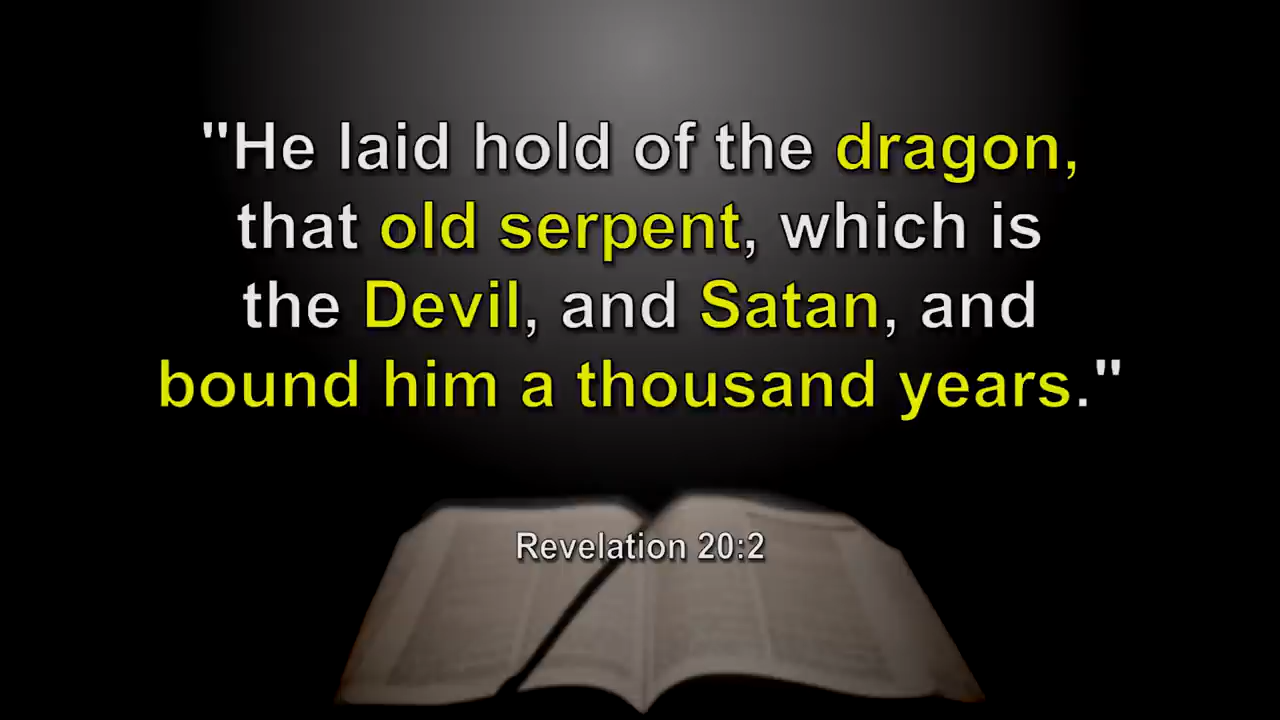 "He laid hold of the dragon,
that old serpent, which is
the Devil, and Satan, and
bound him a thousand years."
Revelation 20:2